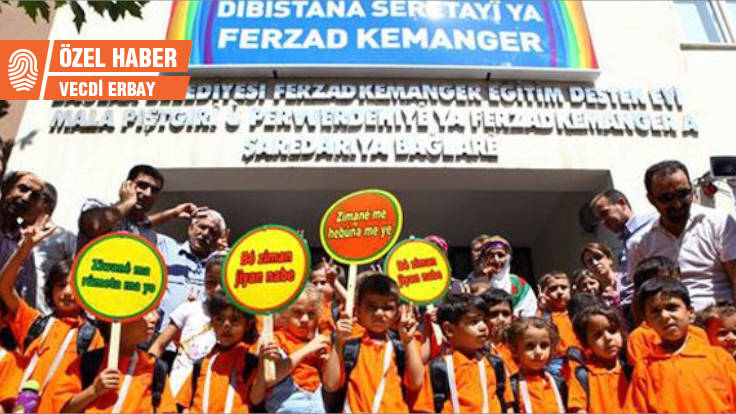 DIBISTANA SERETAYÎ YA
FERZAD KEMANGER
ÖZEL HABER
VECDİ ERBAY
BELEDİYESİ FERZAD KEMANGER EĞİTİM DESTEK EVİ
MALA PIŞTGIRÎ Û PERWERDEHIYÊ YA FERZAD KEMANGER A
ŞAREDARIYA BAĞLARÊ
Zimanê me
hebûna me ye
Zimanê me
rûmeta me ye
Bê ziman
jiyan nabe
Bê ziman
jiyan nabe